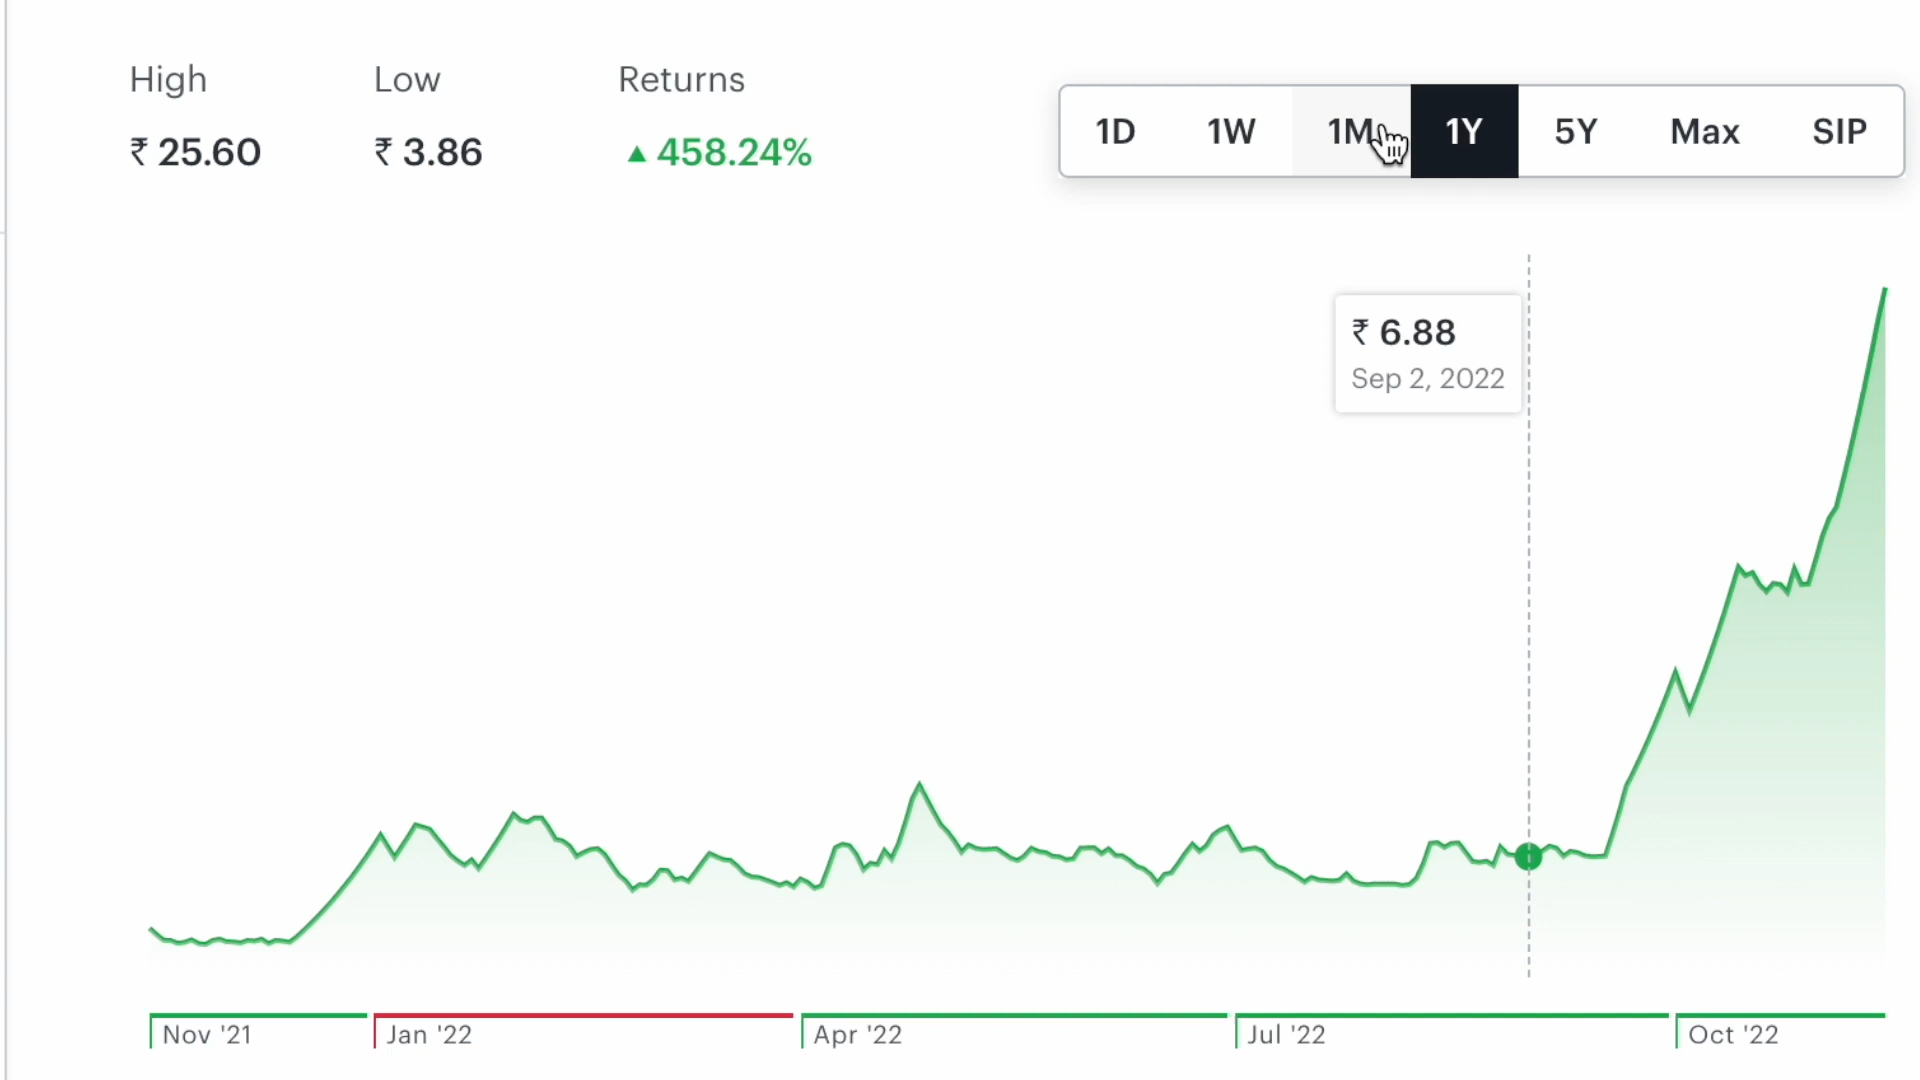 High Low Returns
₹ 25.60 ₹ 3.86 ▲ 458.24%
1D 1W 1M 1Y 5Y Max SIP
₹ 6.88
Sep 2, 2022
Nov '21 Jan '22 Apr '22 Jul '22 Oct '22